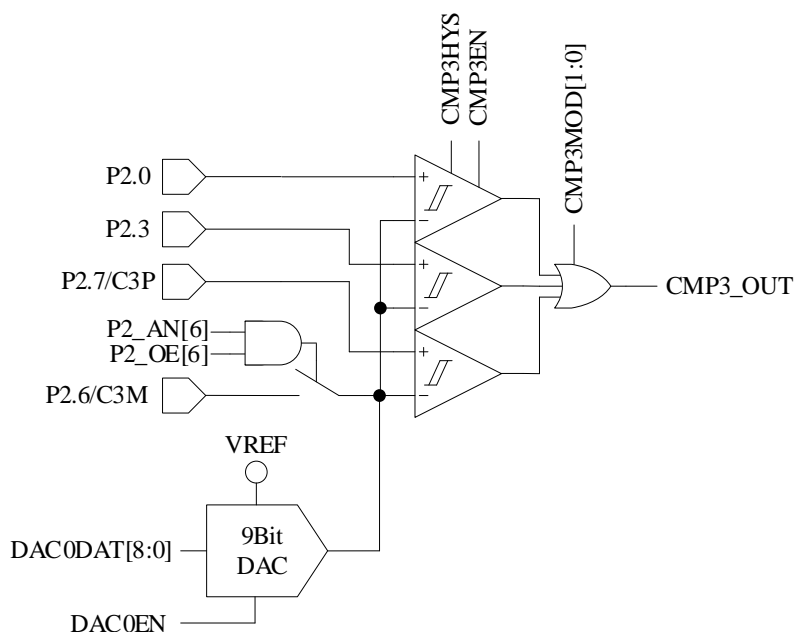 CMP3HYS
CMP3EN
CMP3MOD[1:0]
P2.0
+
−
P2.3
+
−
P2.7/C3P
+
−
CMP3_OUT
P2_AN[6]
P2_OE[6]
P2.6/C3M
VREF
DAC0DAT[8:0]
9Bit
DAC
DAC0EN